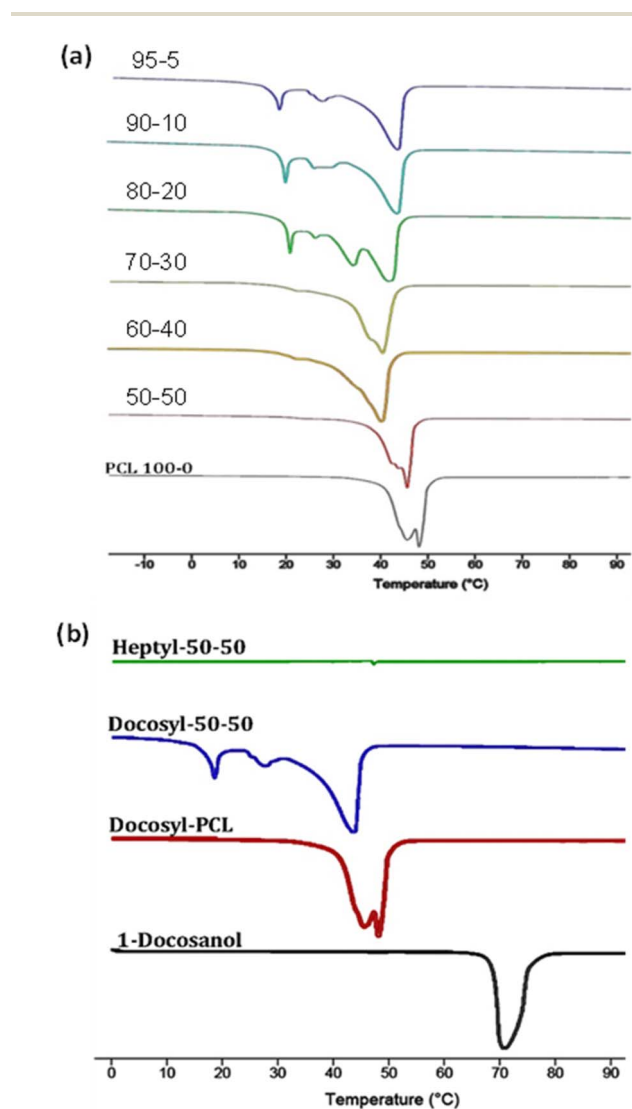 (a)
95-5
90-10
80-20
70-30
60-40
50-50
PCL 100-0
-10 0 10 20 30 40 50 60 70 80 90
Temperature (°C)
(b)
Heptyl-50-50
Docosyl-50-50
Docosyl-PCL
1-Docosanol
0 10 20 30 40 50 60 70 80 90
Temperature (°C)